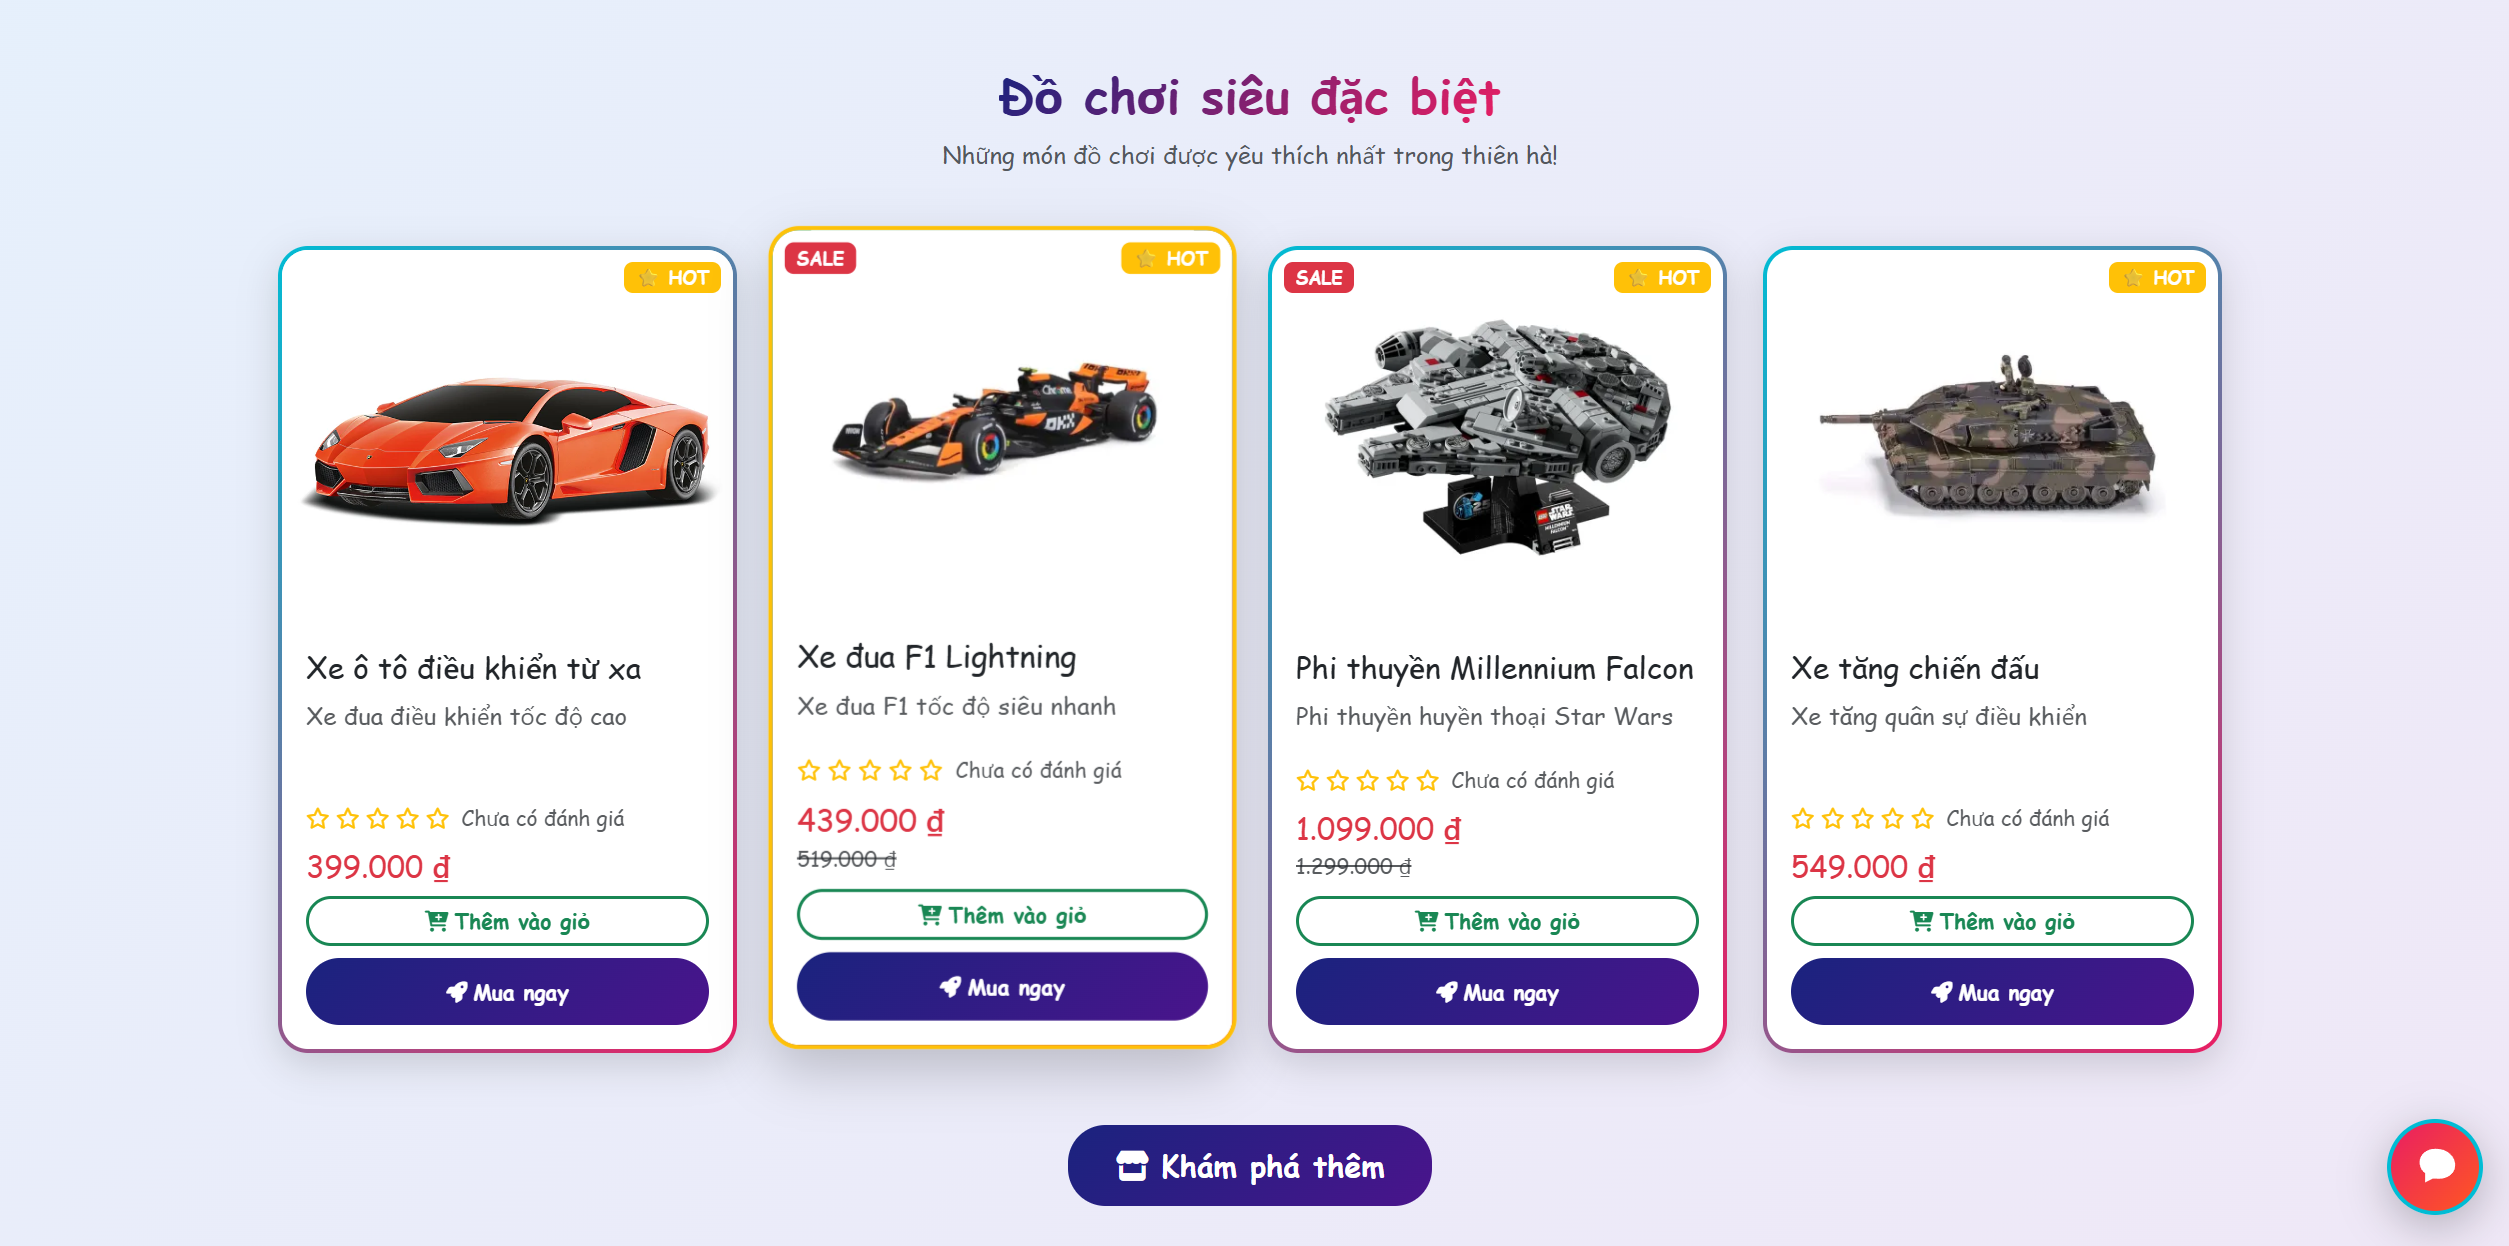 Đồ chơi siêu đặc biệt
Những món đồ chơi được yêu thích nhất trong thiên hà!
⭐ HOT
Xe ô tô điều khiển từ xa
Xe đua điều khiển tốc độ cao
Chưa có đánh giá
399.000 ₫
Thêm vào giỏ
Mua ngay
SALE
⭐ HOT
Xe đua F1 Lightning
Xe đua F1 tốc độ siêu nhanh
Chưa có đánh giá
439.000 ₫
519.000 ₫
Thêm vào giỏ
Mua ngay
SALE
⭐ HOT
STAR
WARS
MILLENNIUM
FALCON
Phi thuyền Millennium Falcon
Phi thuyền huyền thoại Star Wars
Chưa có đánh giá
1.099.000 ₫
1.299.000 ₫
Thêm vào giỏ
Mua ngay
⭐ HOT
Xe tăng chiến đấu
Xe tăng quân sự điều khiển
Chưa có đánh giá
549.000 ₫
Thêm vào giỏ
Mua ngay
Khám phá thêm